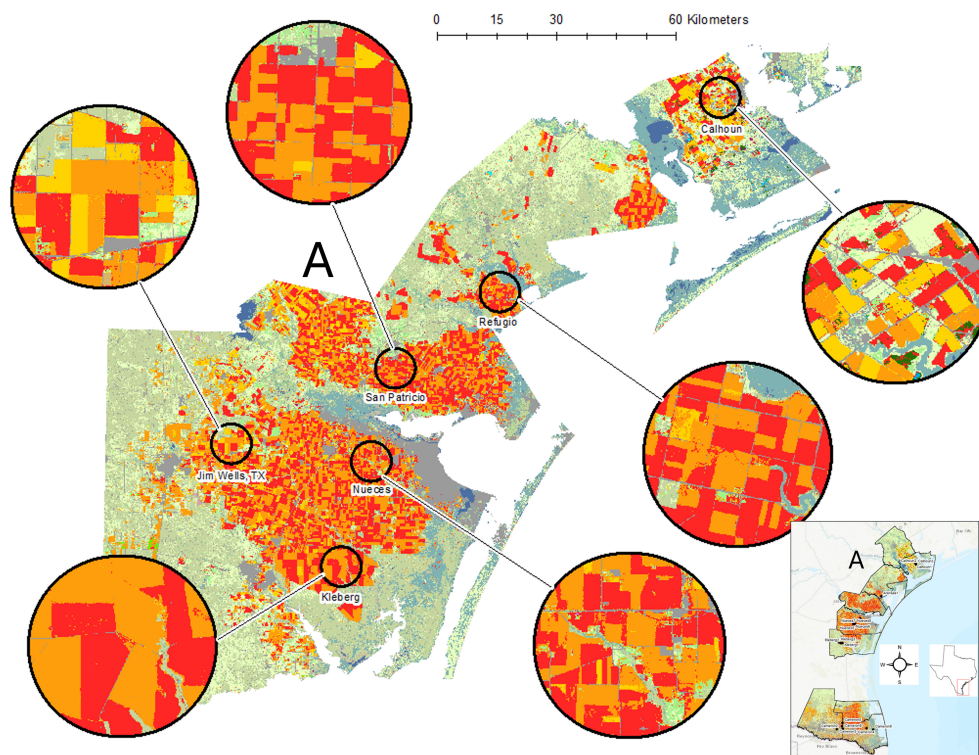 0 15 30 60 Kilometers
Calhoun
A
Refugio
San Patricio
Jim Wells, TX
Nueces
Kleberg
A
N
W E
S